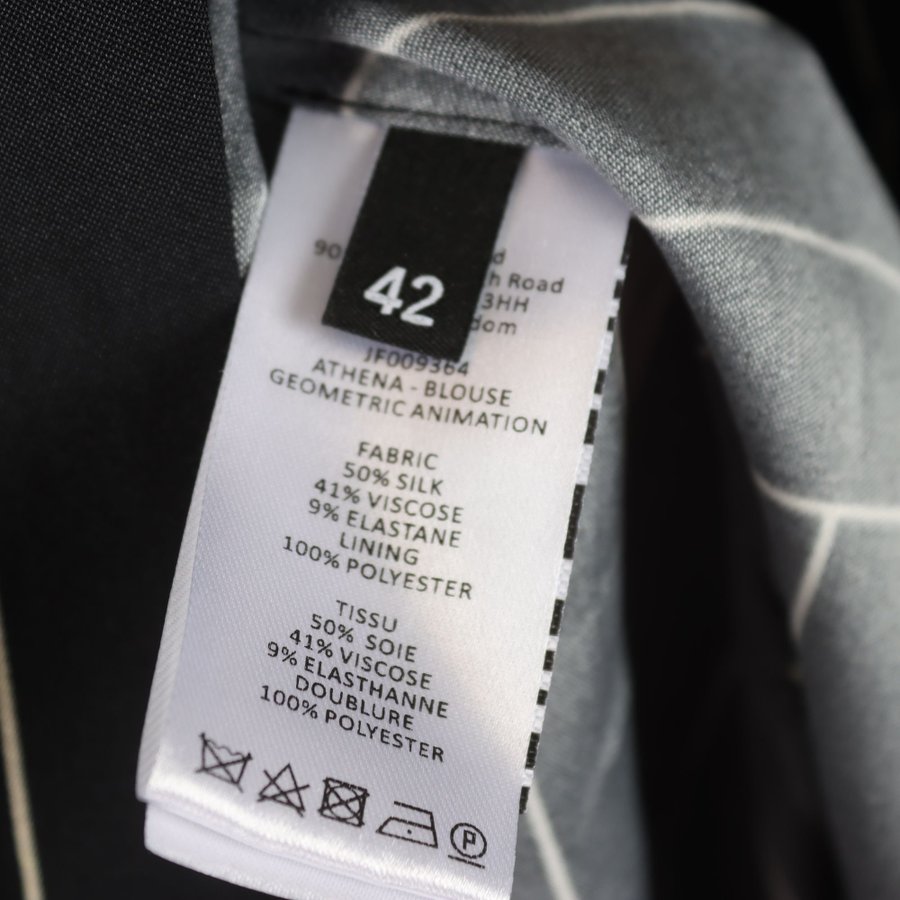 42
90
d
h Road
3HH
dom
JF009364
ATHENA - BLOUSE
GEOMETRIC ANIMATION
FABRIC
50% SILK
41% VISCOSE
9% ELASTANE
LINING
100% POLYESTER
TISSU
50% SOIE
41% VISCOSE
9% ELASTHANNE
DOUBLURE
100% POLYESTER
P